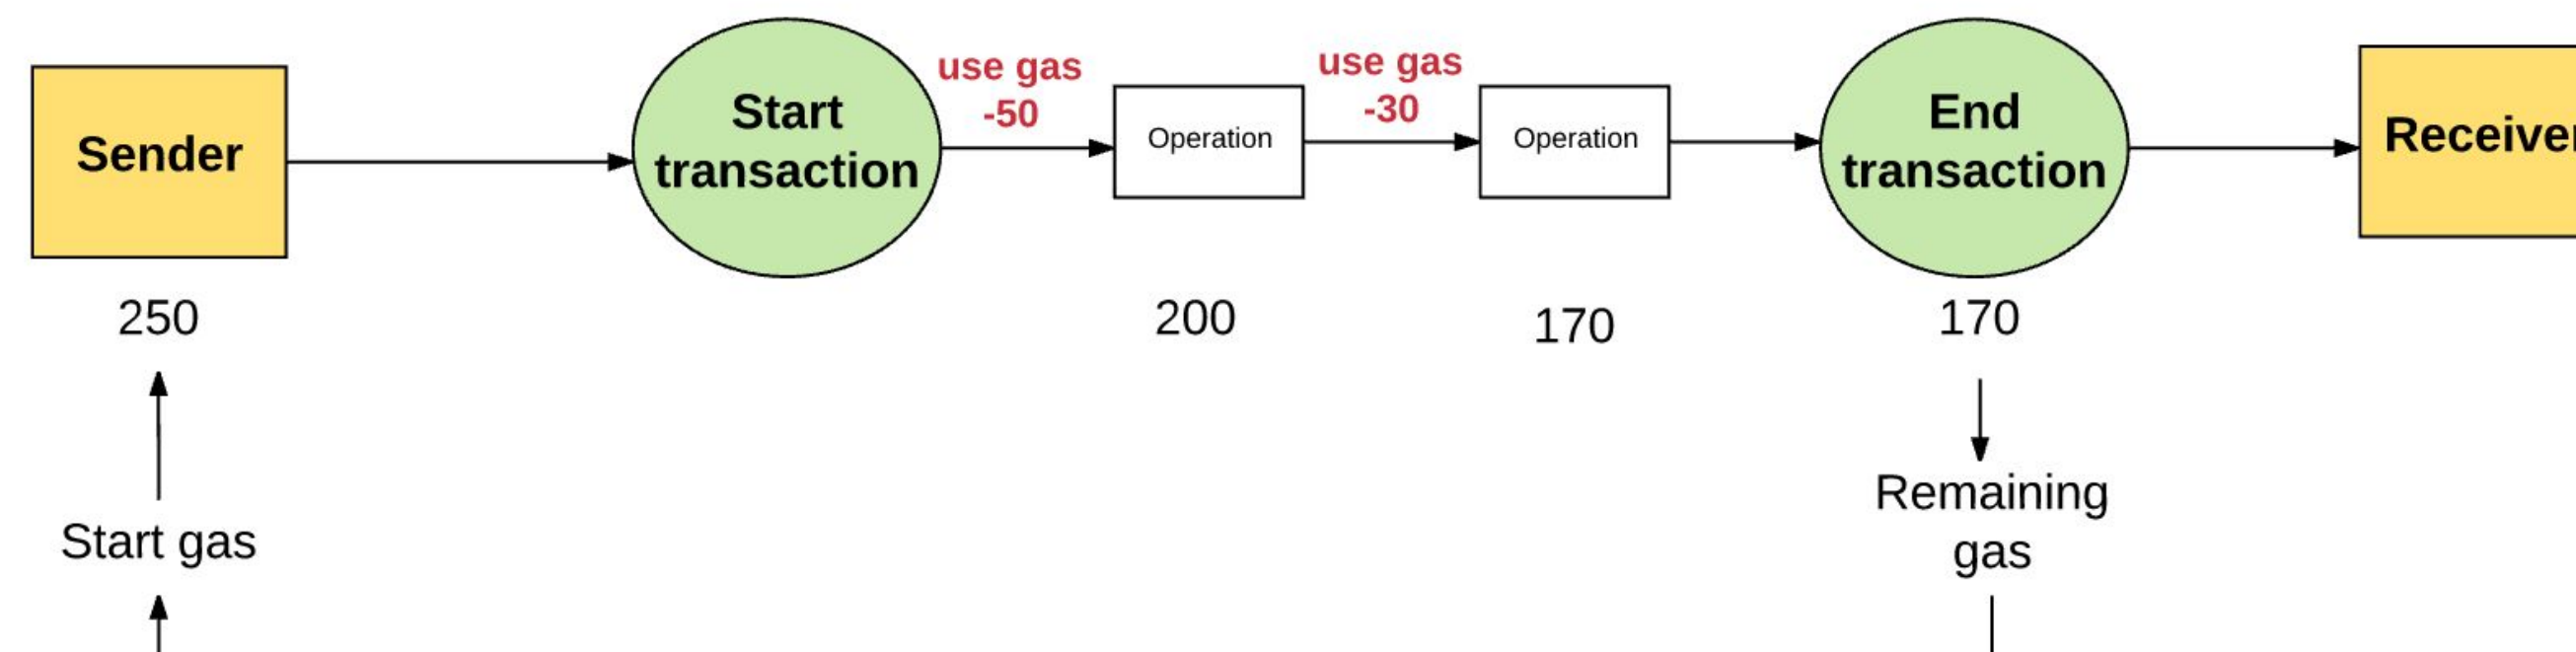 Sender
Start
transaction
use gas
-50
Operation
use gas
-30
Operation
End
transaction
Receive
250
200
170
170
Start gas
Remaining
gas